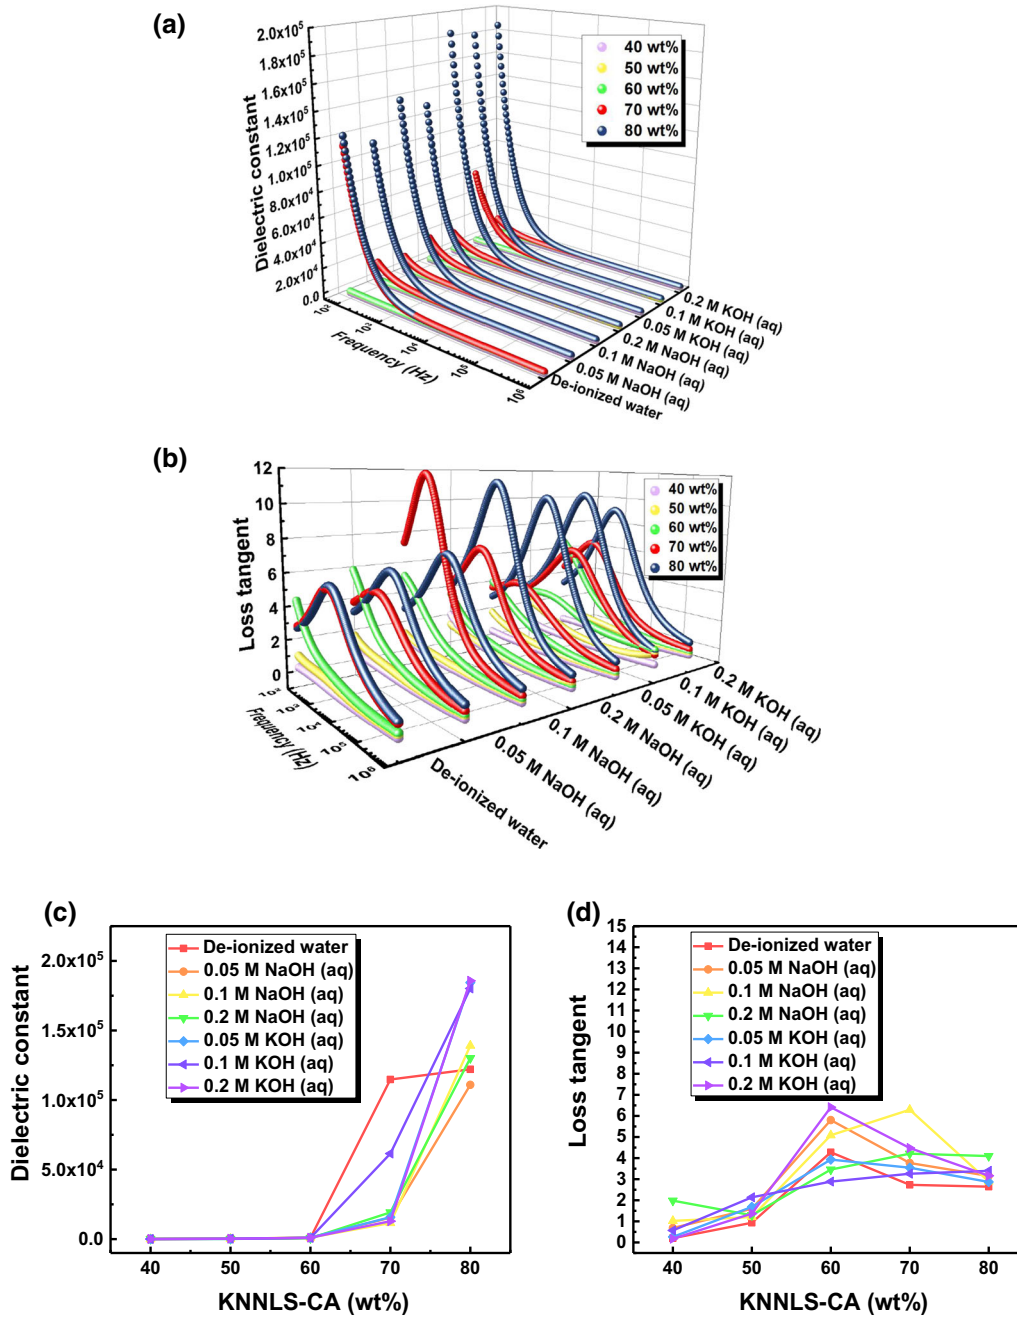 (a)
Dielectric constant
2.0x10⁵
1.8x10⁵
1.6x10⁵
1.4x10⁵
1.2x10⁵
1.0x10⁵
8.0x10⁴
6.0x10⁴
4.0x10⁴
2.0x10⁴
0.0
40 wt%
50 wt%
60 wt%
70 wt%
80 wt%
10² 10³ 10⁴ 10⁵ 10⁶
Frequency (Hz)
0.2 M KOH (aq)
0.1 M KOH (aq)
0.05 M KOH (aq)
0.2 M NaOH (aq)
0.1 M NaOH (aq)
0.05 M NaOH (aq)
De-ionized water
(b)
Loss tangent
12
10
8
6
4
2
0
40 wt%
50 wt%
60 wt%
70 wt%
80 wt%
10² 10³ 10⁴ 10⁵ 10⁶
Frequency (Hz)
0.2 M KOH (aq)
0.1 M KOH (aq)
0.05 M KOH (aq)
0.2 M NaOH (aq)
0.1 M NaOH (aq)
0.05 M NaOH (aq)
De-ionized water
(c)
Dielectric constant
2.0x10⁵
1.5x10⁵
1.0x10⁵
5.0x10⁴
0.0
De-ionized water
0.05 M NaOH (aq)
0.1 M NaOH (aq)
0.2 M NaOH (aq)
0.05 M KOH (aq)
0.1 M KOH (aq)
0.2 M KOH (aq)
40 50 60 70 80
KNNLS-CA (wt%)
(d)
Loss tangent
15
14
13
12
11
10
9
8
7
6
5
4
3
2
1
0
De-ionized water
0.05 M NaOH (aq)
0.1 M NaOH (aq)
0.2 M NaOH (aq)
0.05 M KOH (aq)
0.1 M KOH (aq)
0.2 M KOH (aq)
40 50 60 70 80
KNNLS-CA (wt%)